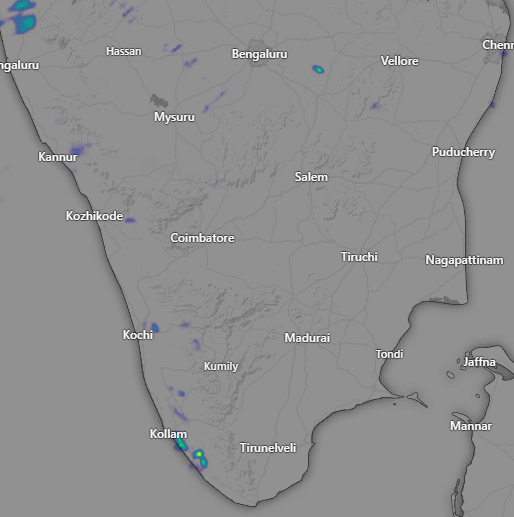 Chenn
Hassan
Bengaluru
Vellore
ngaluru
Mysuru
Puducherry
Kannur
Salem
Kozhikode
Coimbatore
Tiruchi
Nagapattinam
Kochi
Madurai
Tondi
Jaffna
Kumily
Mannar
Kollam
Tirunelveli